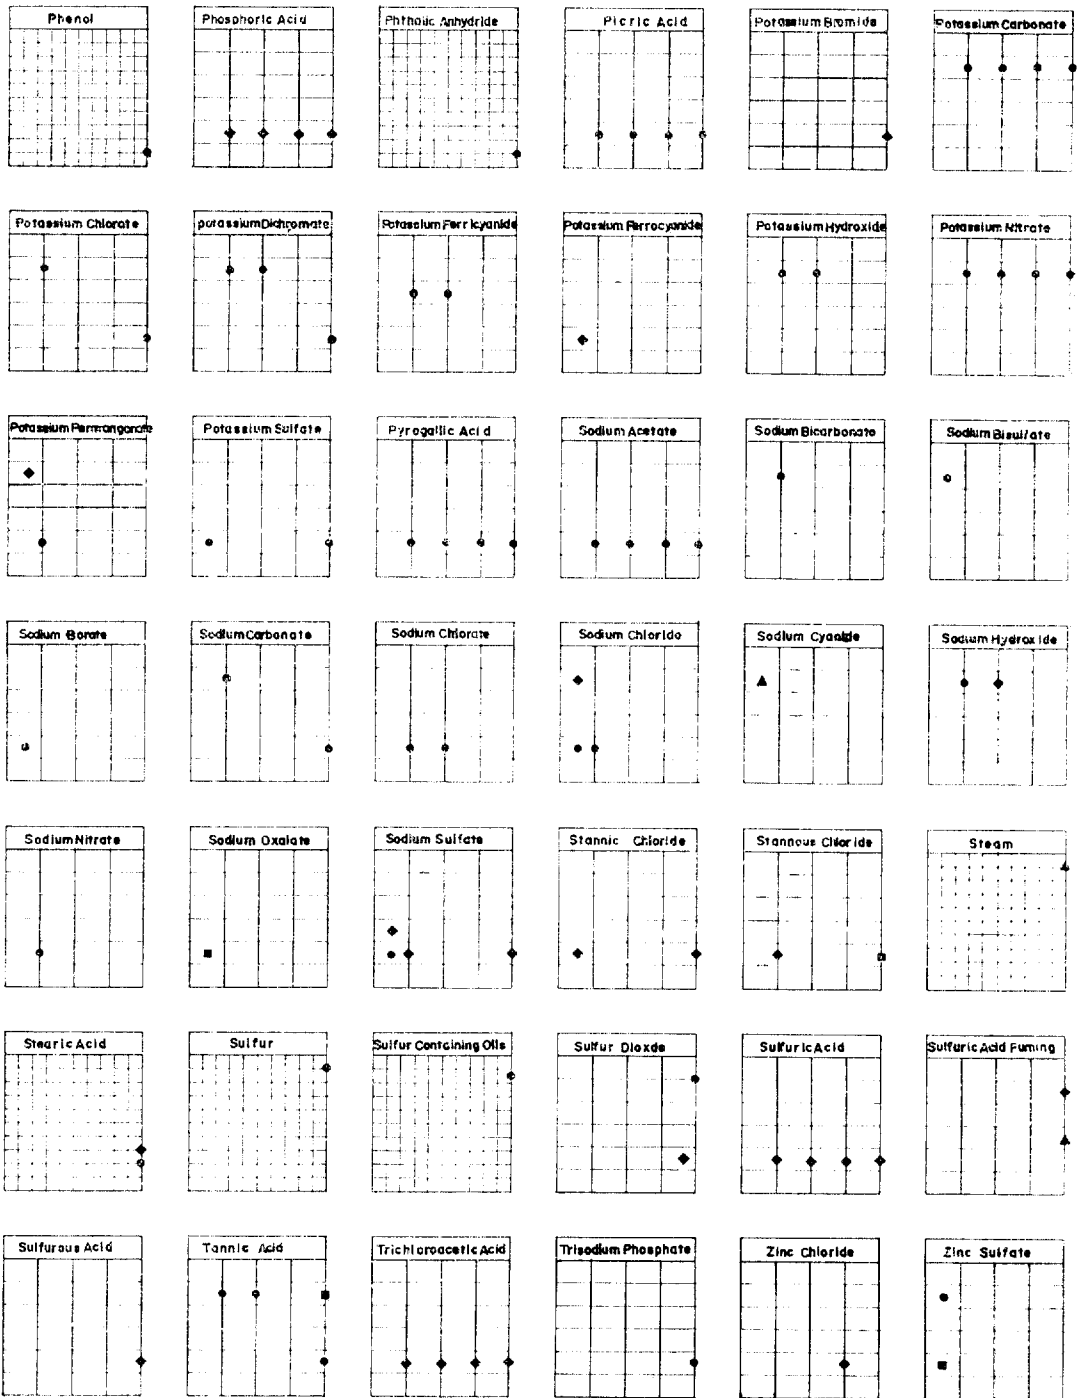 Phenol
Phosphoric Acid
Phthalic Anhydride
Picric Acid
Potassium Bromide
Potassium Carbonate
Potassium Chlorate
Potassium Dichromate
Potassium Ferricyanide
Potassium Ferrocyanide
Potassium Hydroxide
Potassium Nitrate
Potassium Permanganate
Potassium Sulfate
Pyrogallic Acid
Sodium Acetate
Sodium Bicarbonate
Sodium Bisulfate
Sodium Borate
Sodium Carbonate
Sodium Chlorate
Sodium Chloride
Sodium Cyanide
Sodium Hydroxide
Sodium Nitrate
Sodium Oxalate
Sodium Sulfate
Stannic Chloride
Stannous Chloride
Steam
Stearic Acid
Sulfur
Sulfur Containing Oils
Sulfur Dioxde
Sulfuric Acid
Sulfuric Acid Fuming
Sulfurous Acid
Tannic Acid
Trichloroacetic Acid
Trisodium Phosphate
Zinc Chloride
Zinc Sulfate